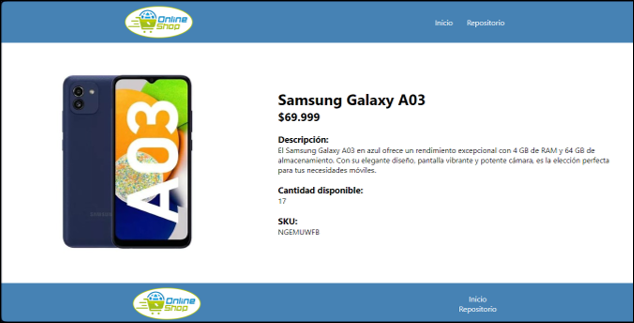 Online
Shop
Inicio Repositorio
A03
SAMSUNG
Samsung Galaxy A03
$69.999
Descripción:
El Samsung Galaxy A03 en azul ofrece un rendimiento excepcional con 4 GB de RAM y 64 GB de
almacenamiento. Con su elegante diseño, pantalla vibrante y potente cámara, es la elección perfecta
para tus necesidades móviles.
Cantidad disponible:
17
SKU:
NGEMUWFB
Online
Shop
Inicio
Repositorio